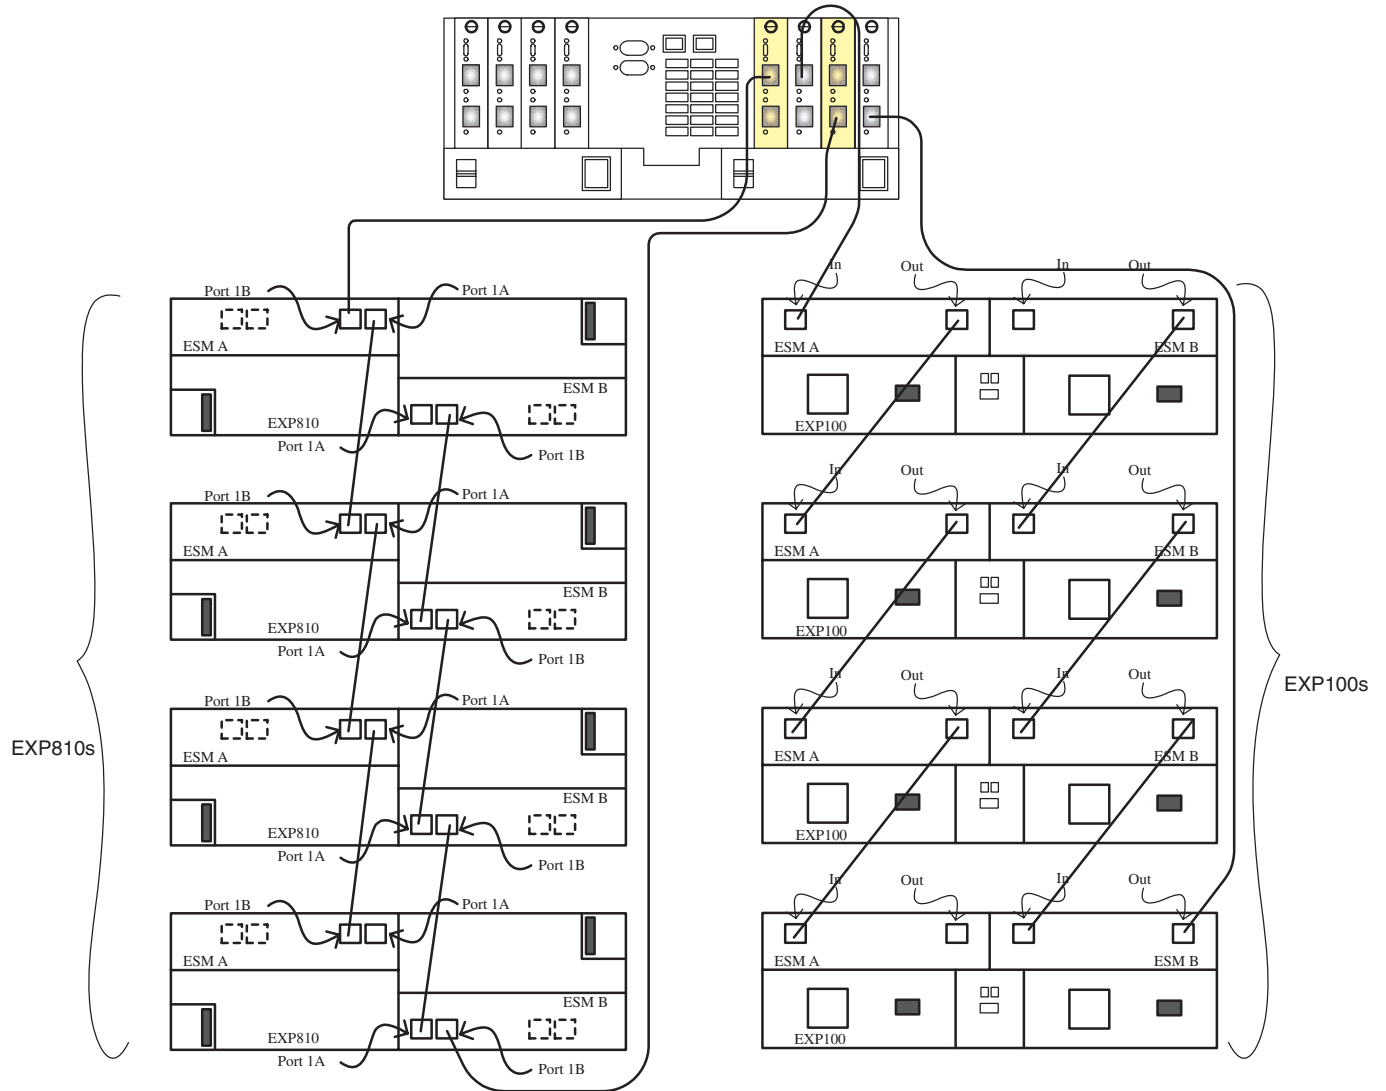 In Out In Out
Port 1B Port 1A
ESM A ESM A ESM B
ESM B
EXP810 EXP100
Port 1A Port 1B
In Out In Out
Port 1B Port 1A
ESM A ESM A ESM B
ESM B
EXP810 EXP100
Port 1A Port 1B
EXP100s
In Out In Out
Port 1B Port 1A
EXP810s
ESM A ESM A ESM B
ESM B
EXP810 EXP100
Port 1A Port 1B
In Out In Out
Port 1B Port 1A
ESM A ESM A ESM B
ESM B
EXP810 EXP100
Port 1A Port 1B